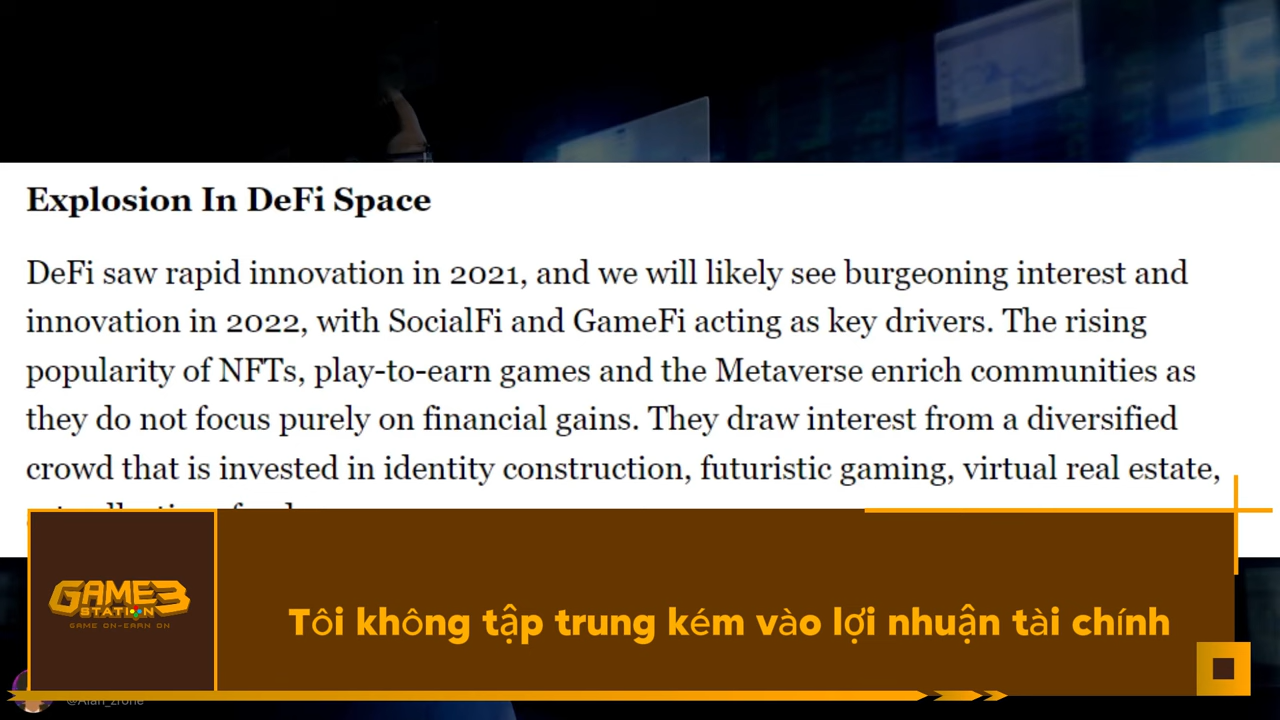 Explosion In DeFi Space
DeFi saw rapid innovation in 2021, and we will likely see burgeoning interest and
innovation in 2022, with SocialFi and GameFi acting as key drivers. The rising
popularity of NFTs, play-to-earn games and the Metaverse enrich communities as
they do not focus purely on financial gains. They draw interest from a diversified
crowd that is invested in identity construction, futuristic gaming, virtual real estate,
GAME3
STATION
GAME ON-EARN ON
Tôi không tập trung kém vào lợi nhuận tài chính